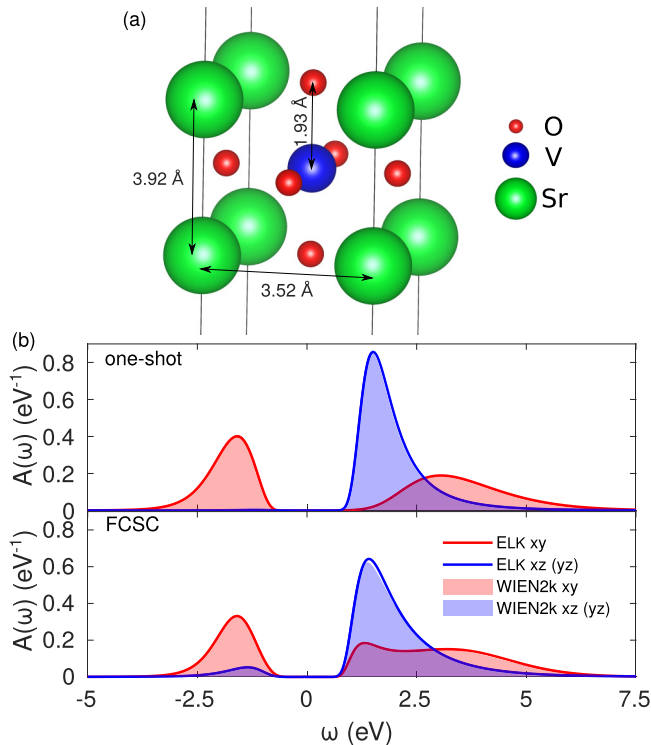 (a)
1.93 Å
O
V
Sr
3.92 Å
3.52 Å
(b)
one-shot
0.8
0.6
0.4
0.2
0
A(ω) (eV⁻¹)
FCSC
0.8
0.6
0.4
0.2
0
A(ω) (eV⁻¹)
ELK xy
ELK xz (yz)
WIEN2k xy
WIEN2k xz (yz)
-5 -2.5 0 2.5 5 7.5
ω (eV)